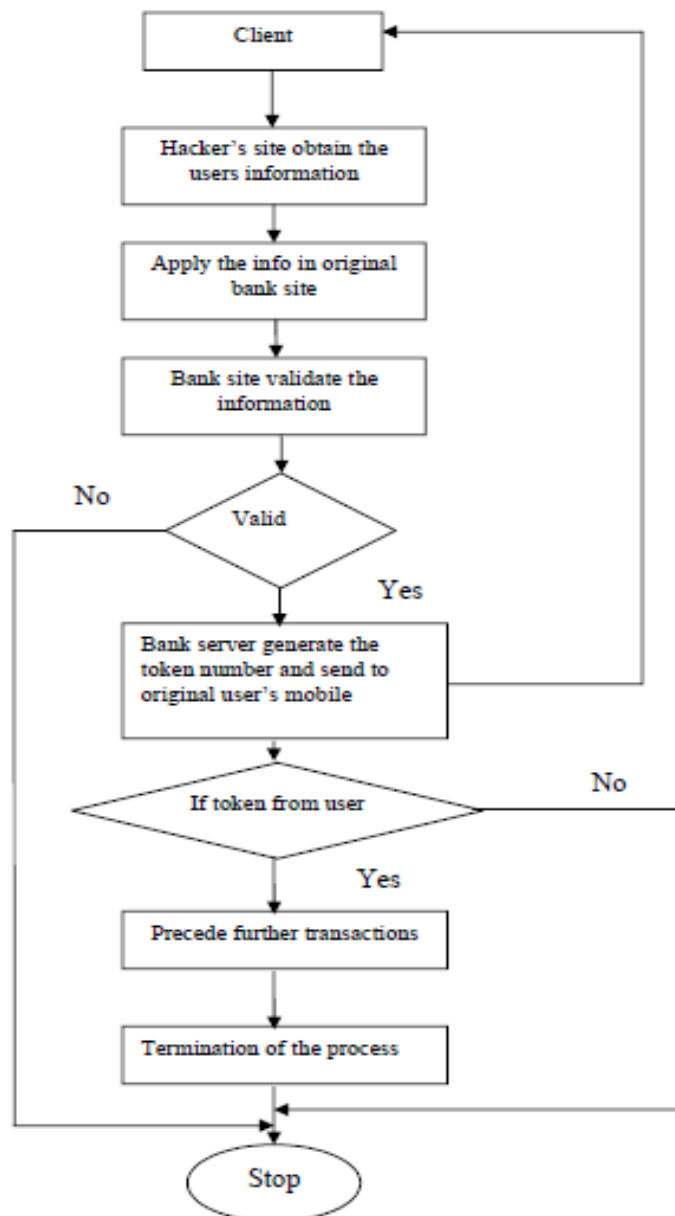 Client
Hacker's site obtain the
users information
Apply the info in original
bank site
Bank site validate the
information
No
Valid
Yes
Bank server generate the
token number and send to
original user's mobile
If token from user
No
Yes
Precede further transactions
Termination of the process
Stop